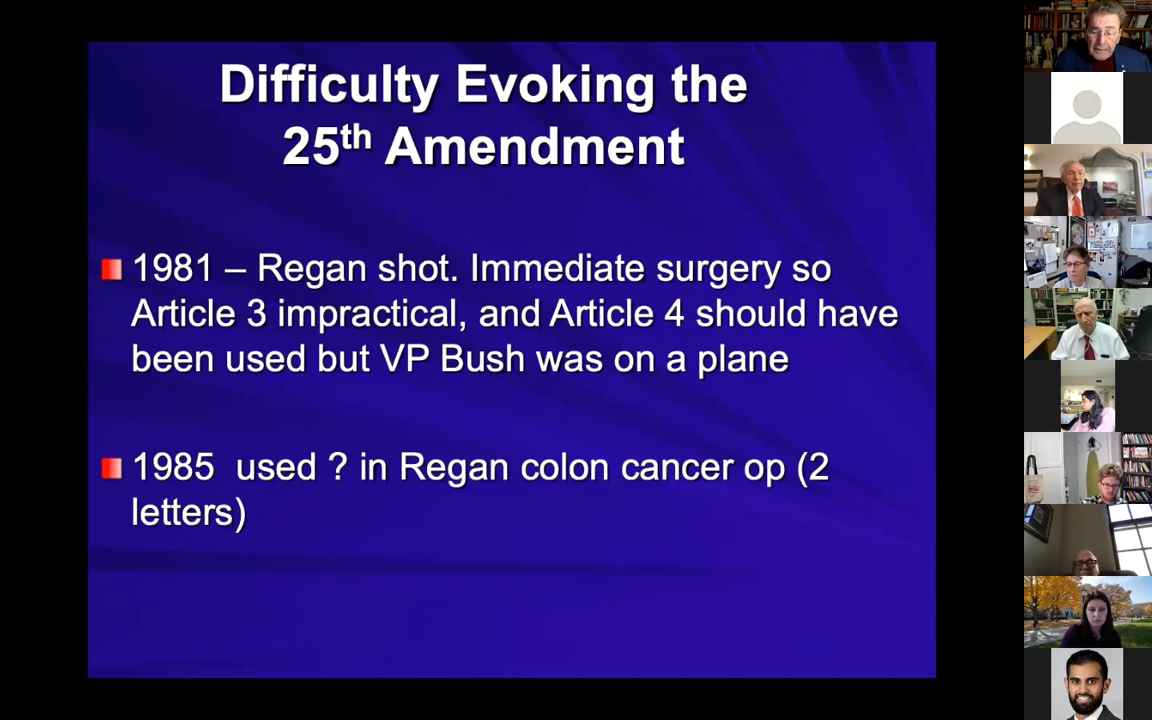 Difficulty Evoking the
25th Amendment
1981 – Regan shot. Immediate surgery so
Article 3 impractical, and Article 4 should have
been used but VP Bush was on a plane
1985  used ? in Regan colon cancer op (2
letters)